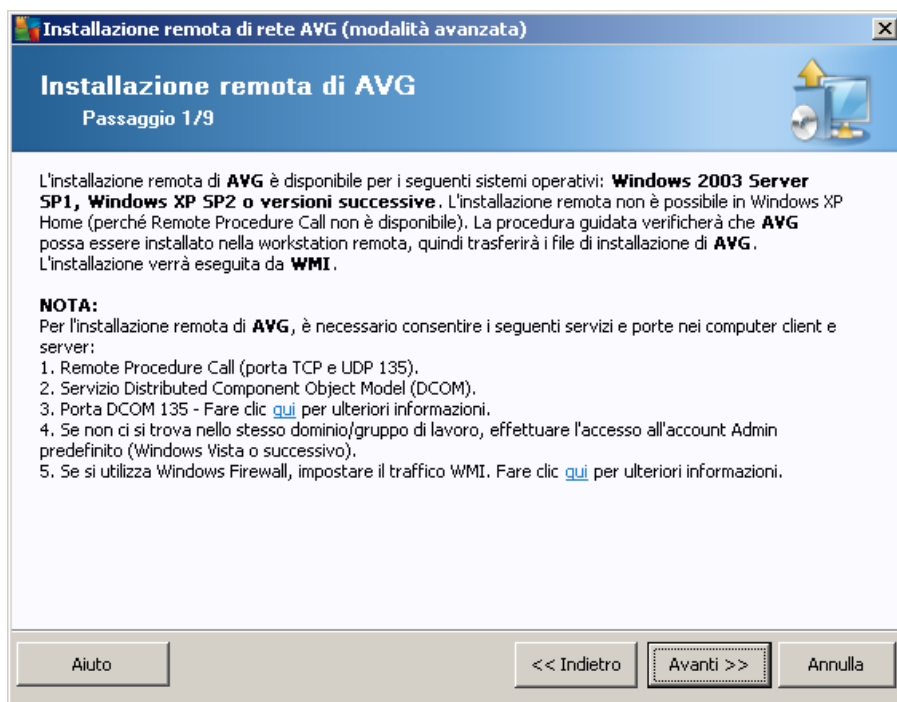 Installazione remota di rete AVG (modalità avanzata)
Installazione remota di AVG
Passaggio 1/9
L'installazione remota di AVG è disponibile per i seguenti sistemi operativi: Windows 2003 Server
SP1, Windows XP SP2 o versioni successive. L'installazione remota non è possibile in Windows XP
Home (perché Remote Procedure Call non è disponibile). La procedura guidata verificherà che AVG
possa essere installato nella workstation remota, quindi trasferirà i file di installazione di AVG.
L'installazione verrà eseguita da WMI.
NOTA:
Per l'installazione remota di AVG, è necessario consentire i seguenti servizi e porte nei computer client e
server:
1. Remote Procedure Call (porta TCP e UDP 135).
2. Servizio Distributed Component Object Model (DCOM).
3. Porta DCOM 135 - Fare clic qui per ulteriori informazioni.
4. Se non ci si trova nello stesso dominio/gruppo di lavoro, effettuare l'accesso all'account Admin
predefinito (Windows Vista o successivo).
5. Se si utilizza Windows Firewall, impostare il traffico WMI. Fare clic qui per ulteriori informazioni.
Aiuto
<< Indietro
Avanti >>
Annulla